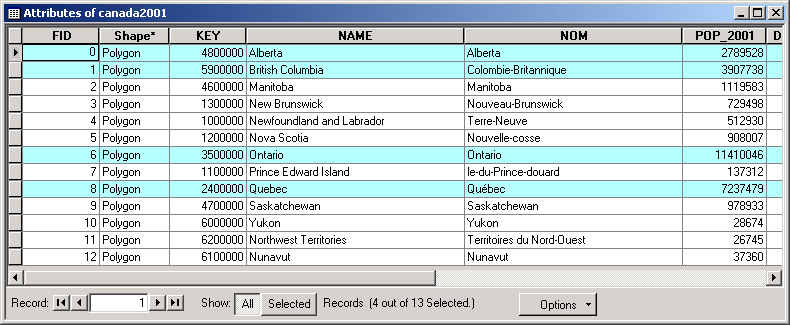 Attributes of canada2001
FID Shape* KEY NAME NOM POP_2001 D
0 Polygon 4800000 Alberta Alberta 2789528
1 Polygon 5900000 British Columbia Colombie-Britannique 3907738
2 Polygon 4600000 Manitoba Manitoba 1119583
3 Polygon 1300000 New Brunswick Nouveau-Brunswick 729498
4 Polygon 1000000 Newfoundland and Labrador Terre-Neuve 512930
5 Polygon 1200000 Nova Scotia Nouvelle-cosse 908007
6 Polygon 3500000 Ontario Ontario 11410046
7 Polygon 1100000 Prince Edward Island le-du-Prince-douard 137312
8 Polygon 2400000 Quebec Québec 7237479
9 Polygon 4700000 Saskatchewan Saskatchewan 978933
10 Polygon 6000000 Yukon Yukon 28674
11 Polygon 6200000 Northwest Territories Territoires du Nord-Ouest 26745
12 Polygon 6100000 Nunavut Nunavut 37360
Record: 1 Show: All Selected Records (4 out of 13 Selected.) Options